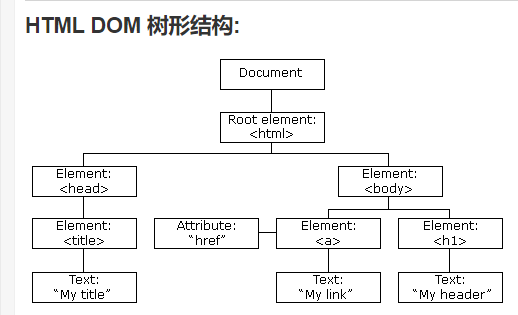 HTML DOM 树形结构:
Document
Root element:
<html>
Element:
<head>
Element:
<body>
Element:
<title>
Attribute:
“href”
Element:
<a>
Element:
<h1>
Text:
“My title”
Text:
“My link”
Text:
“My header”